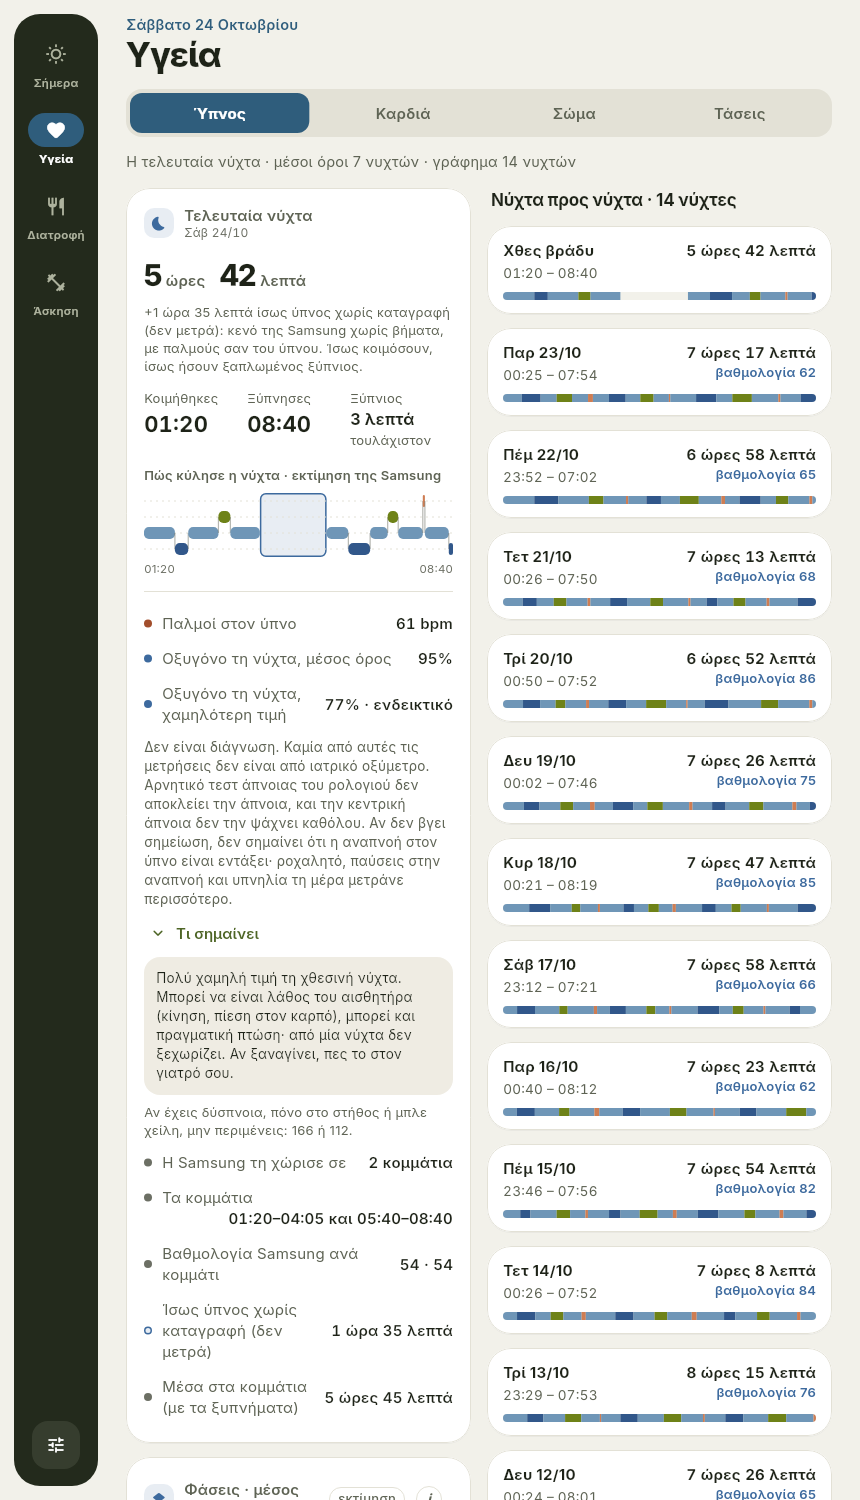 Σήμερα
Υγεία
Διατροφή
Άσκηση
Σάββατο 24 Οκτωβρίου
Υγεία
Ύπνος
Καρδιά
Σώμα
Τάσεις
Η τελευταία νύχτα · μέσοι όροι 7 νυχτών · γράφημα 14 νυχτών
Τελευταία νύχτα
Σάβ 24/10
5 ώρες 42 λεπτά
+1 ώρα 35 λεπτά ίσως ύπνος χωρίς καταγραφή
(δεν μετρά): κενό της Samsung χωρίς βήματα,
με παλμούς σαν του ύπνου. Ίσως κοιμόσουν,
ίσως ήσουν ξαπλωμένος ξύπνιος.
Κοιμήθηκες
01:20
Ξύπνησες
08:40
Ξύπνιος
3 λεπτά
τουλάχιστον
Πώς κύλησε η νύχτα · εκτίμηση της Samsung
01:20
08:40
Παλμοί στον ύπνο 61 bpm
Οξυγόνο τη νύχτα, μέσος όρος 95%
Οξυγόνο τη νύχτα,
χαμηλότερη τιμή
77% · ενδεικτικό
Δεν είναι διάγνωση. Καμία από αυτές τις
μετρήσεις δεν είναι από ιατρικό οξύμετρο.
Αρνητικό τεστ άπνοιας του ρολογιού δεν
αποκλείει την άπνοια, και την κεντρική
άπνοια δεν την ψάχνει καθόλου. Αν δεν βγει
σημείωση, δεν σημαίνει ότι η αναπνοή στον
ύπνο είναι εντάξει· ροχαλητό, παύσεις στην
αναπνοή και υπνηλία τη μέρα μετράνε
περισσότερο.
Τι σημαίνει
Πολύ χαμηλή τιμή τη χθεσινή νύχτα.
Μπορεί να είναι λάθος του αισθητήρα
(κίνηση, πίεση στον καρπό), μπορεί και
πραγματική πτώση· από μία νύχτα δεν
ξεχωρίζει. Αν ξαναγίνει, πες το στον
γιατρό σου.
Αν έχεις δύσπνοια, πόνο στο στήθος ή μπλε
χείλη, μην περιμένεις: 166 ή 112.
Η Samsung τη χώρισε σε 2 κομμάτια
Τα κομμάτια
01:20–04:05 και 05:40–08:40
Βαθμολογία Samsung ανά
κομμάτι
54 · 54
Ίσως ύπνος χωρίς
καταγραφή (δεν
μετρά)
1 ώρα 35 λεπτά
Μέσα στα κομμάτια
(με τα ξυπνήματα)
5 ώρες 45 λεπτά
Φάσεις · μέσος
εκτίμηση
i
Νύχτα προς νύχτα · 14 νύχτες
Χθες βράδυ 5 ώρες 42 λεπτά
01:20 – 08:40
Παρ 23/10 7 ώρες 17 λεπτά
00:25 – 07:54 βαθμολογία 62
Πέμ 22/10 6 ώρες 58 λεπτά
23:52 – 07:02 βαθμολογία 65
Τετ 21/10 7 ώρες 13 λεπτά
00:26 – 07:50 βαθμολογία 68
Τρί 20/10 6 ώρες 52 λεπτά
00:50 – 07:52 βαθμολογία 86
Δευ 19/10 7 ώρες 26 λεπτά
00:02 – 07:46 βαθμολογία 75
Κυρ 18/10 7 ώρες 47 λεπτά
00:21 – 08:19 βαθμολογία 85
Σάβ 17/10 7 ώρες 58 λεπτά
23:12 – 07:21 βαθμολογία 66
Παρ 16/10 7 ώρες 23 λεπτά
00:40 – 08:12 βαθμολογία 62
Πέμ 15/10 7 ώρες 54 λεπτά
23:46 – 07:56 βαθμολογία 82
Τετ 14/10 7 ώρες 8 λεπτά
00:26 – 07:52 βαθμολογία 84
Τρί 13/10 8 ώρες 15 λεπτά
23:29 – 07:53 βαθμολογία 76
Δευ 12/10 7 ώρες 26 λεπτά
00:24 – 08:01 βαθμολογία 65